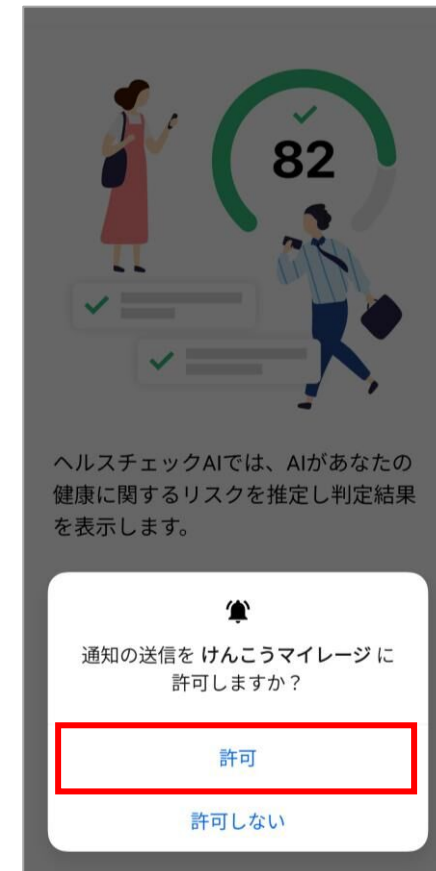 82
ヘルスチェックAIでは、AIがあなたの
健康に関するリスクを推定し判定結果
を表示します。
通知の送信を けんこうマイレージ に
許可しますか？
許可
許可しない